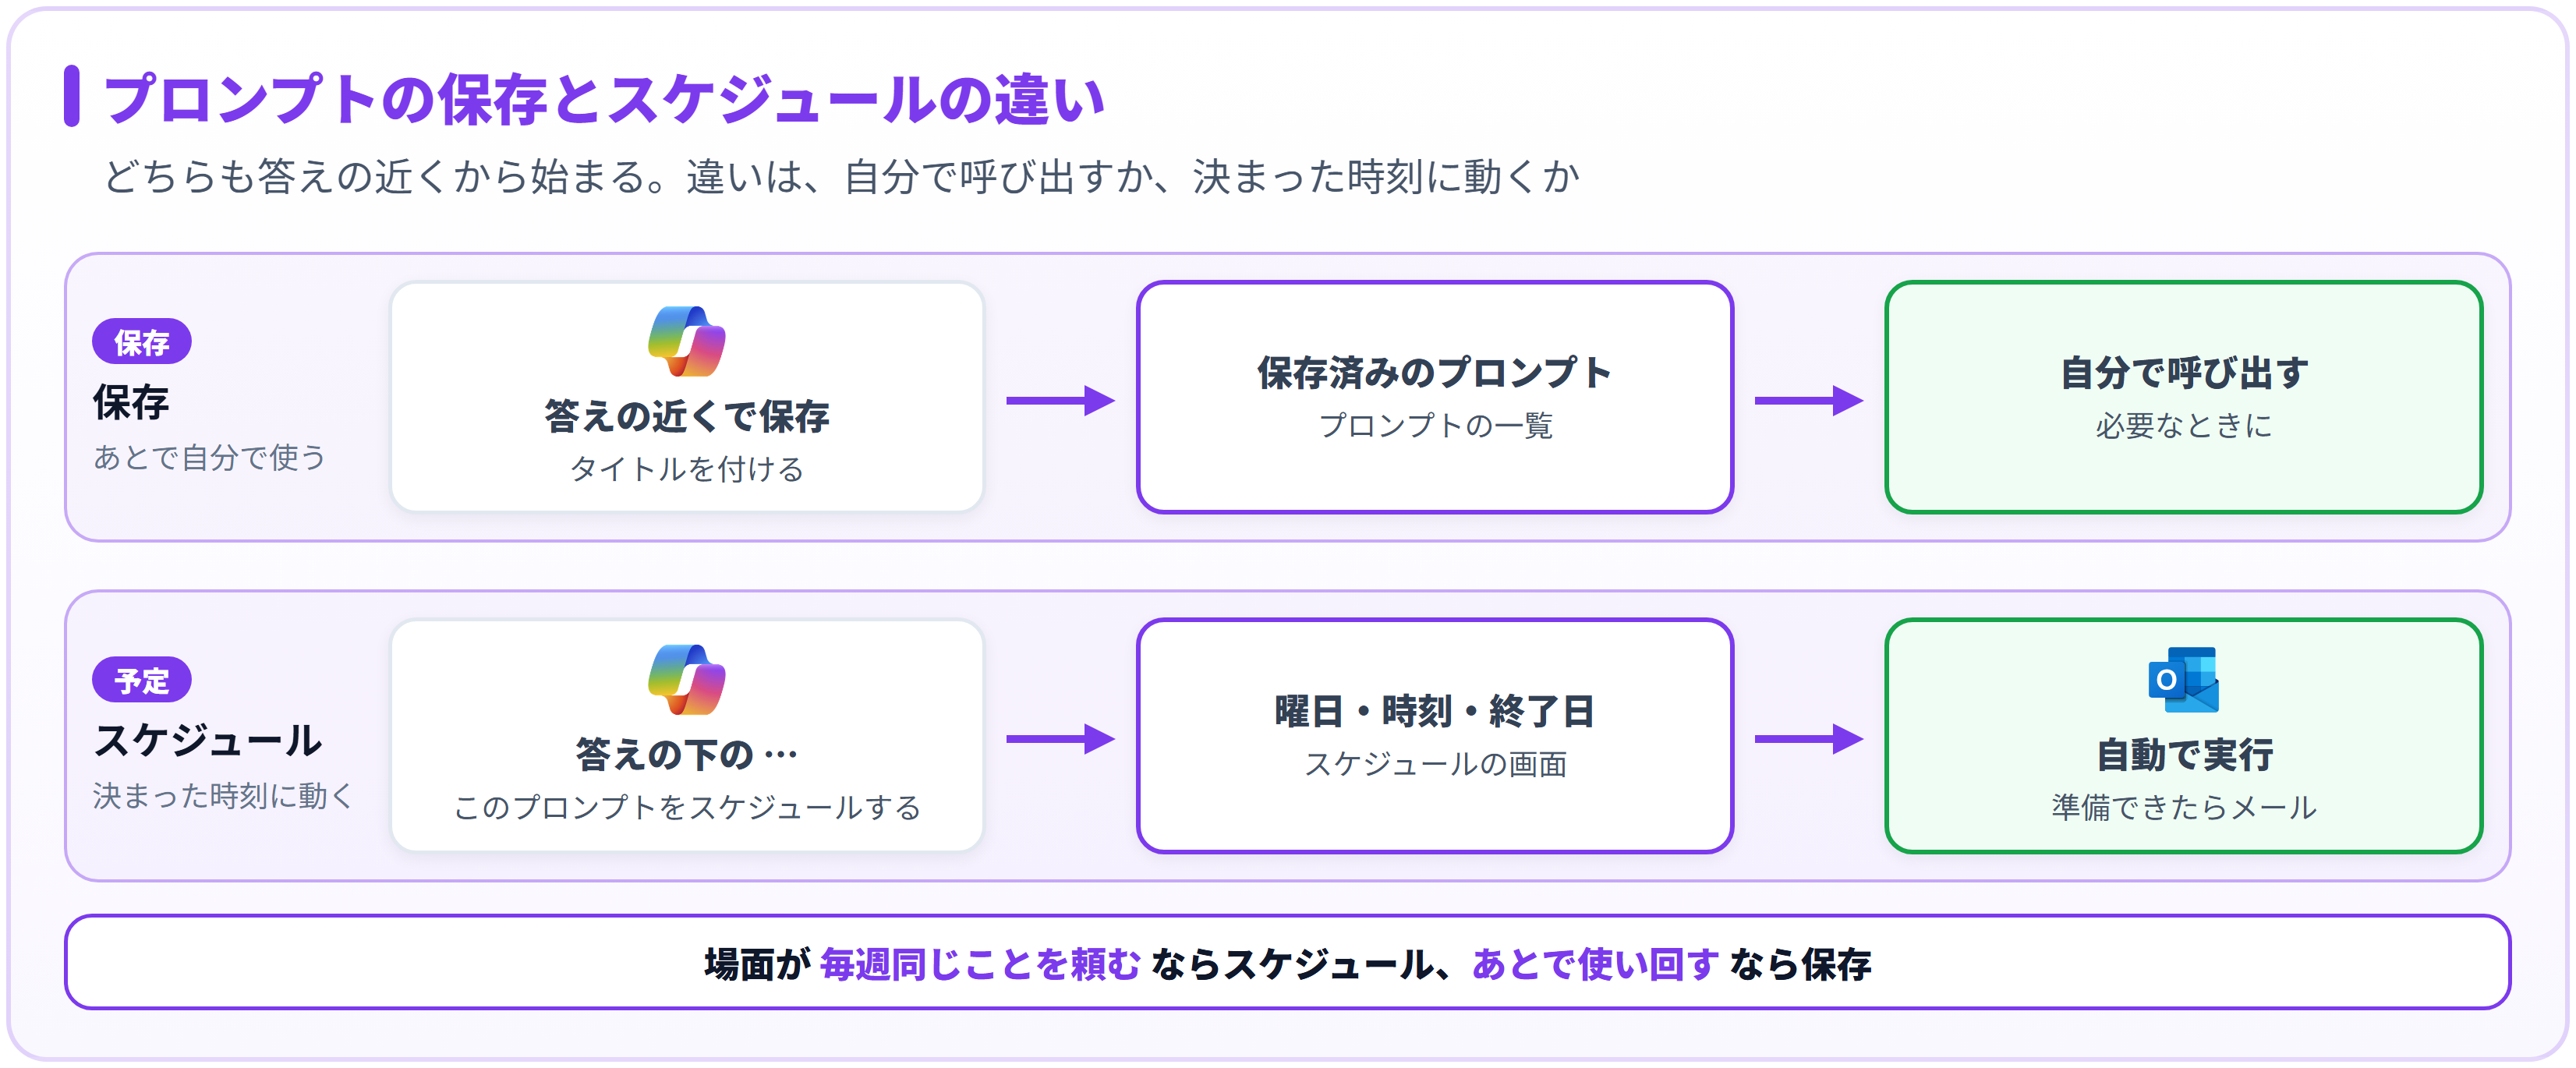 プロンプトの保存とスケジュールの違い
どちらも答えの近くから始まる。違いは、自分で呼び出すか、決まった時刻に動くか
保存
保存
あとで自分で使う
答えの近くで保存
タイトルを付ける
保存済みのプロンプト
プロンプトの一覧
自分で呼び出す
必要なときに
予定
スケジュール
決まった時刻に動く
答えの下の …
このプロンプトをスケジュールする
曜日・時刻・終了日
スケジュールの画面
O
自動で実行
準備できたらメール
場面が 毎週同じことを頼む ならスケジュール、あとで使い回す なら保存